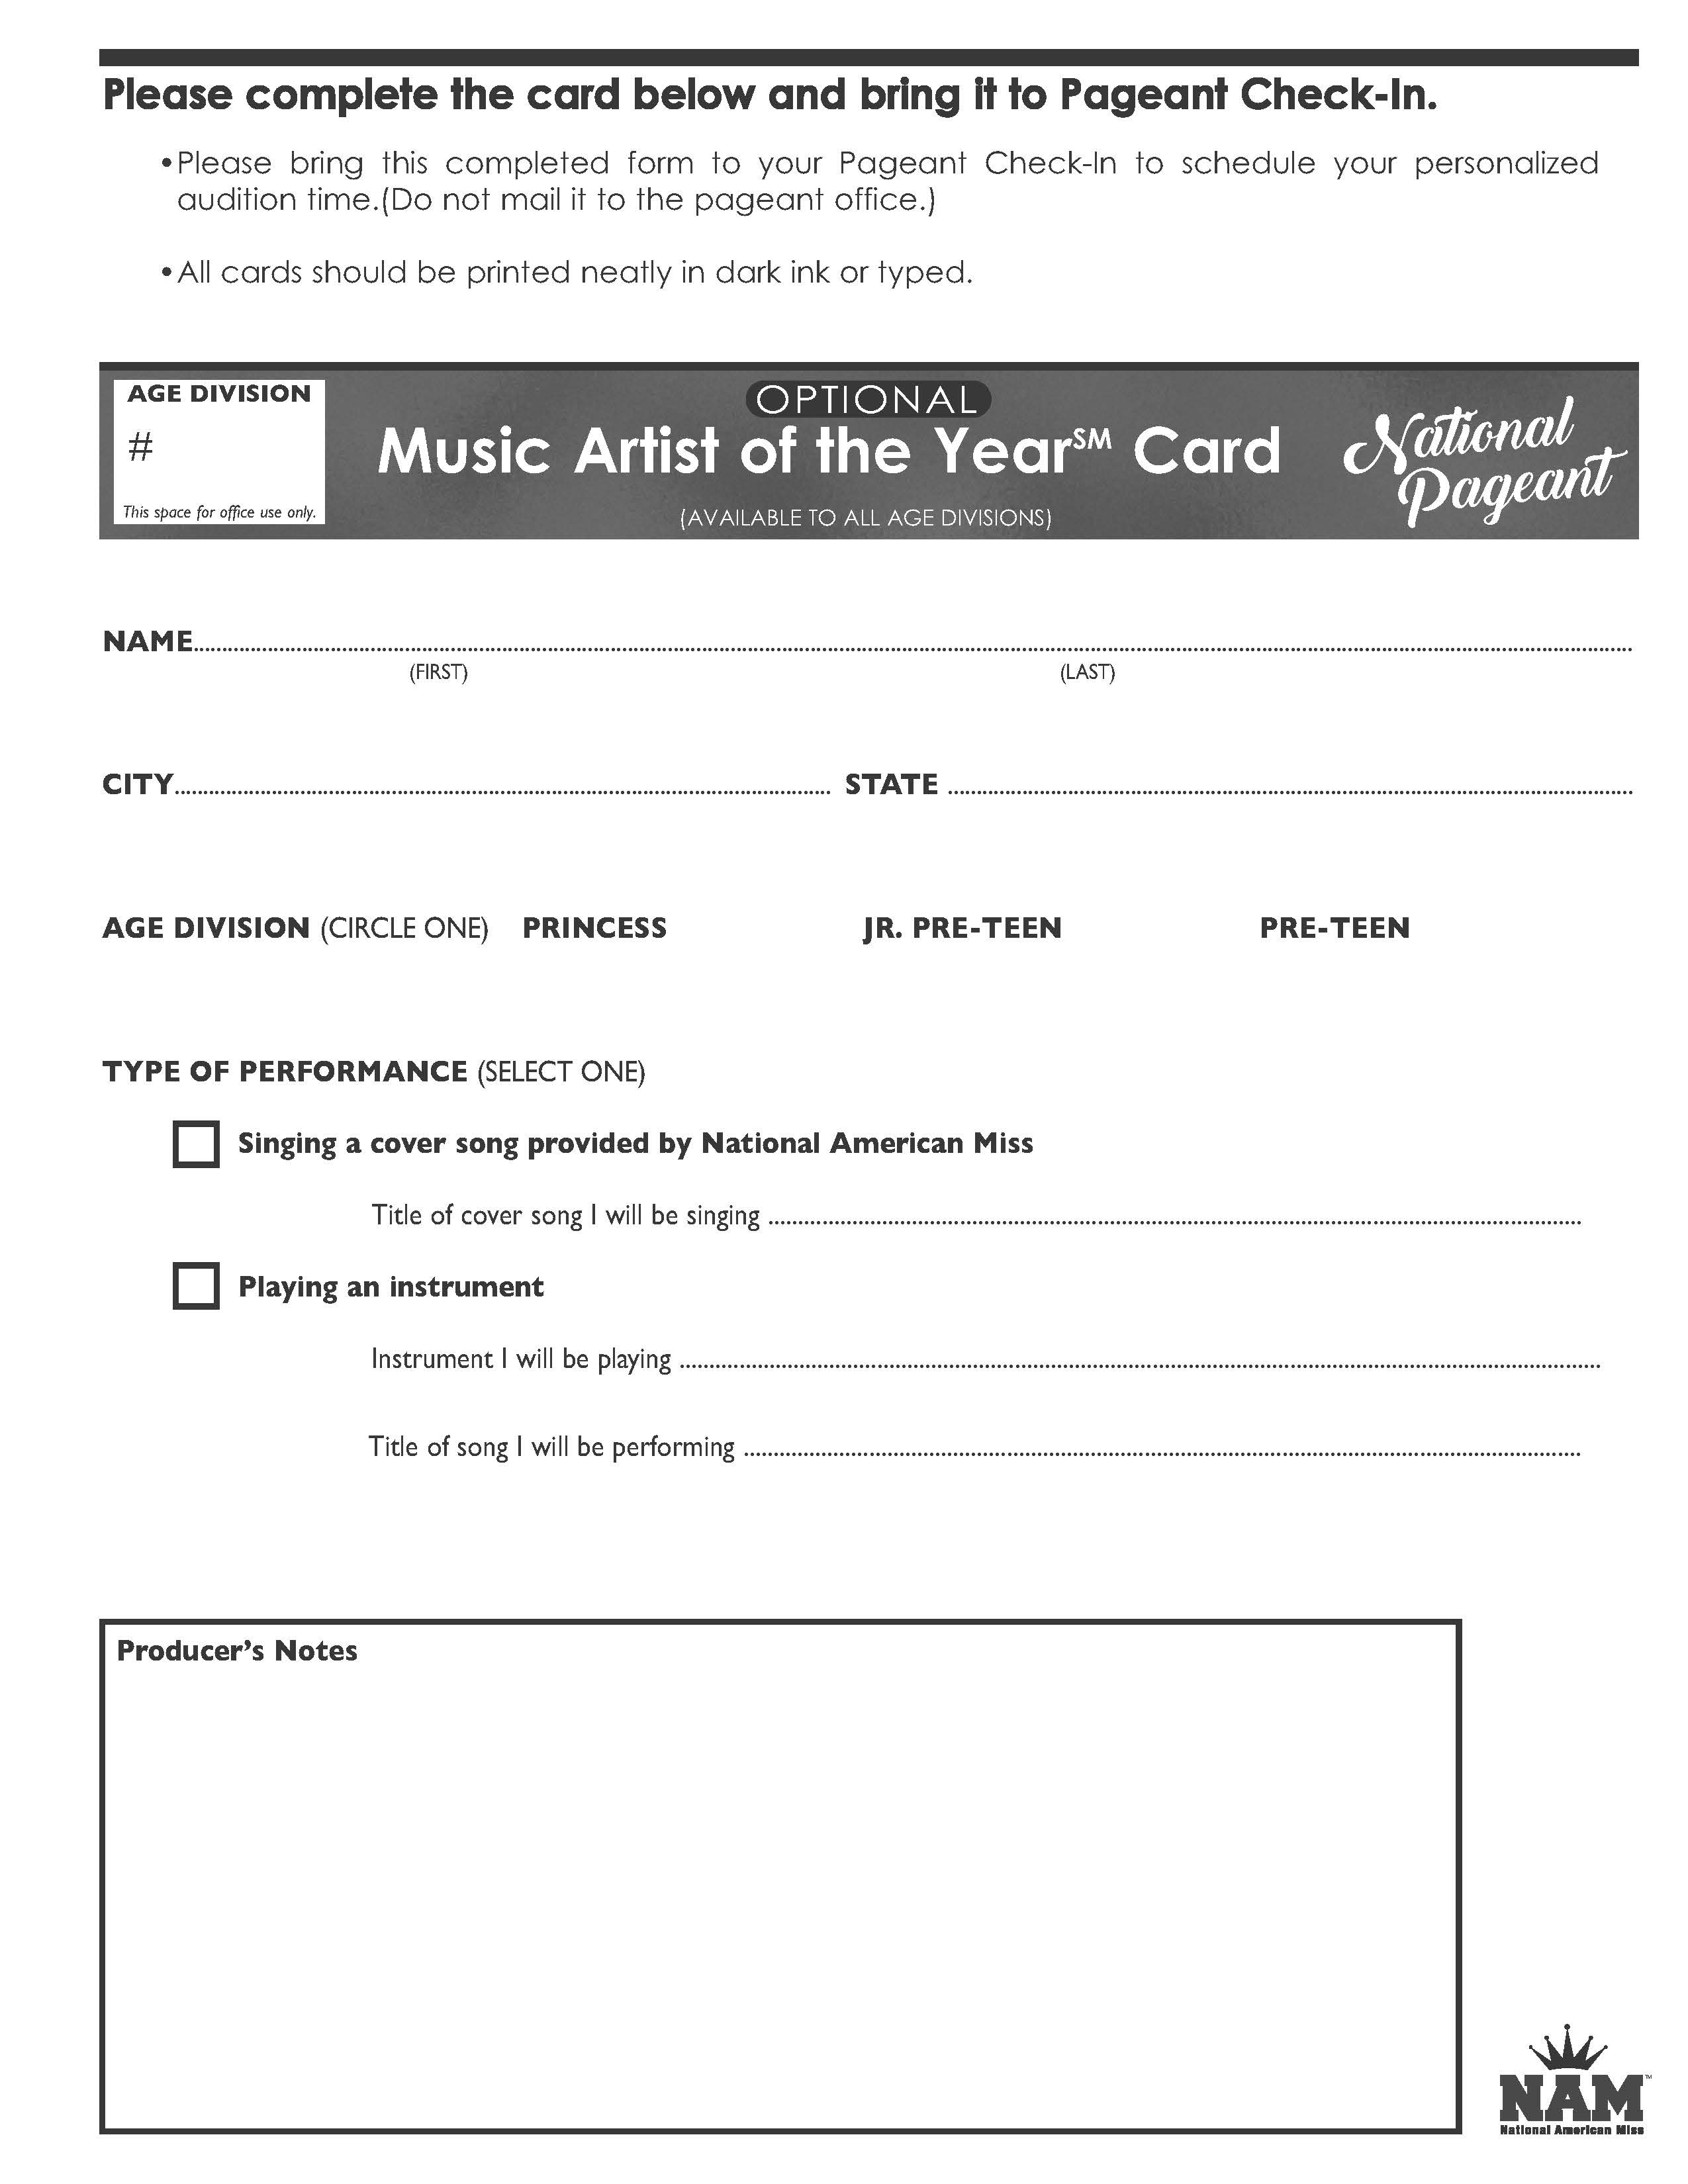 Please complete the card below and bring it to Pageant Check-In.
•Please bring this completed form to your Pageant Check-In to schedule your personalized
audition time.(Do not mail it to the pageant office.)
•All cards should be printed neatly in dark ink or typed.
AGE DIVISION
#
This space for office use only.
OPTIONAL
Music Artist of the Year℠ Card
(AVAILABLE TO ALL AGE DIVISIONS)
National
Pageant
NAME
(FIRST) (LAST)
CITY STATE
AGE DIVISION (CIRCLE ONE) PRINCESS JR. PRE-TEEN PRE-TEEN
TYPE OF PERFORMANCE (SELECT ONE)
Singing a cover song provided by National American Miss
Title of cover song I will be singing
Playing an instrument
Instrument I will be playing
Title of song I will be performing
Producer’s Notes
NAM™
National American Miss